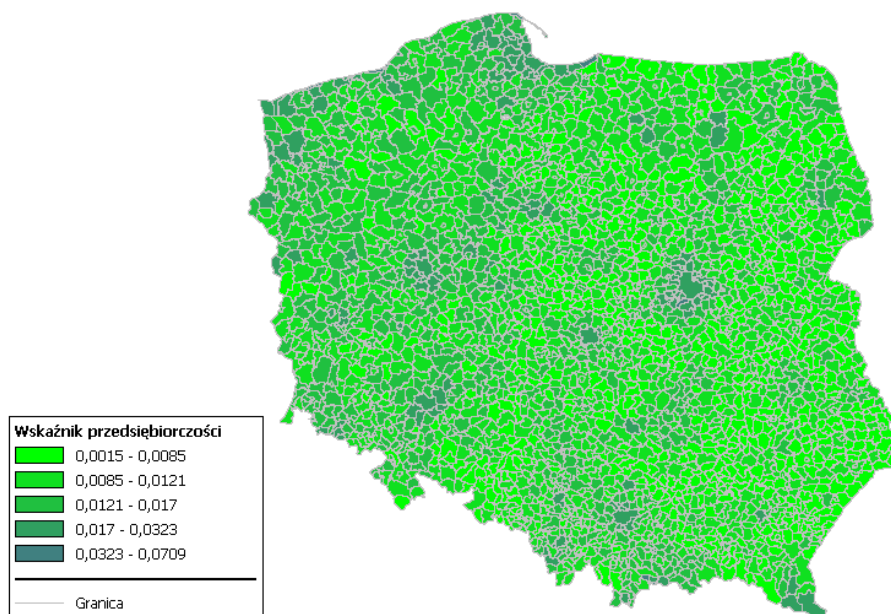 Wskaźnik przedsiębiorczości
0,0015 - 0,0085
0,0085 - 0,0121
0,0121 - 0,017
0,017 - 0,0323
0,0323 - 0,0709
Granica